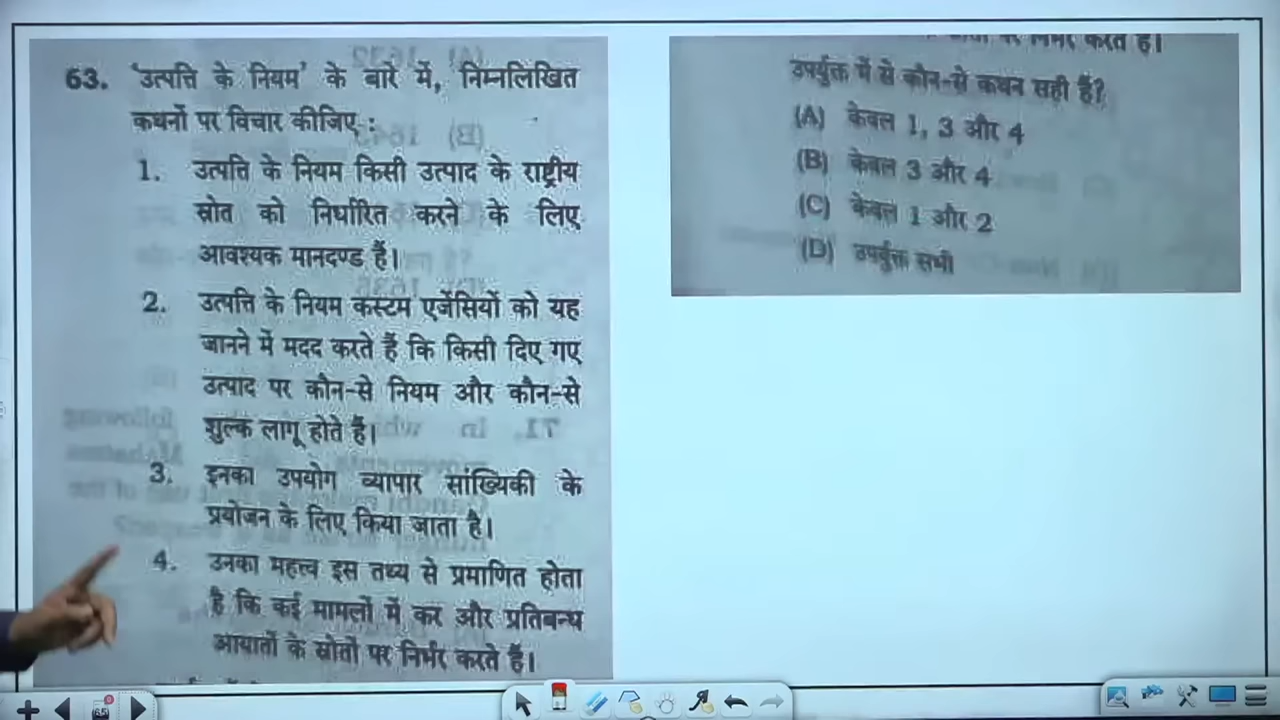 63. 'उत्पत्ति के नियम' के बारे में, निम्नलिखित
कथनों पर विचार कीजिए :
1. उत्पत्ति के नियम किसी उत्पाद के राष्ट्रीय
स्रोत को निर्धारित करने के लिए
आवश्यक मानदण्ड हैं।
2. उत्पत्ति के नियम कस्टम एजेंसियों को यह
जानने में मदद करते हैं कि किसी दिए गए
उत्पाद पर कौन-से नियम और कौन-से
शुल्क लागू होते हैं।
3. इनका उपयोग व्यापार सांख्यिकी के
प्रयोजन के लिए किया जाता है।
4. उनका महत्त्व इस तथ्य से प्रमाणित होता
है कि कई मामलों में कर और प्रतिबन्ध
आयातों के स्रोतों पर निर्भर करते हैं।
पर निर्भर करते हैं।
उपर्युक्त में से कौन-से कथन सही हैं?
(A) केवल 1, 3 और 4
(B) केवल 3 और 4
(C) केवल 1 और 2
(D) उपर्युक्त सभी